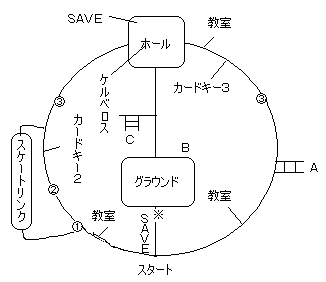 SAVE
教室
ホール
ケルベロス
カードキー3
③
③
カードキー2
C
B
スケートリンク
グラウンド
A
②
※
SAVE
教室
①
教室
スタート